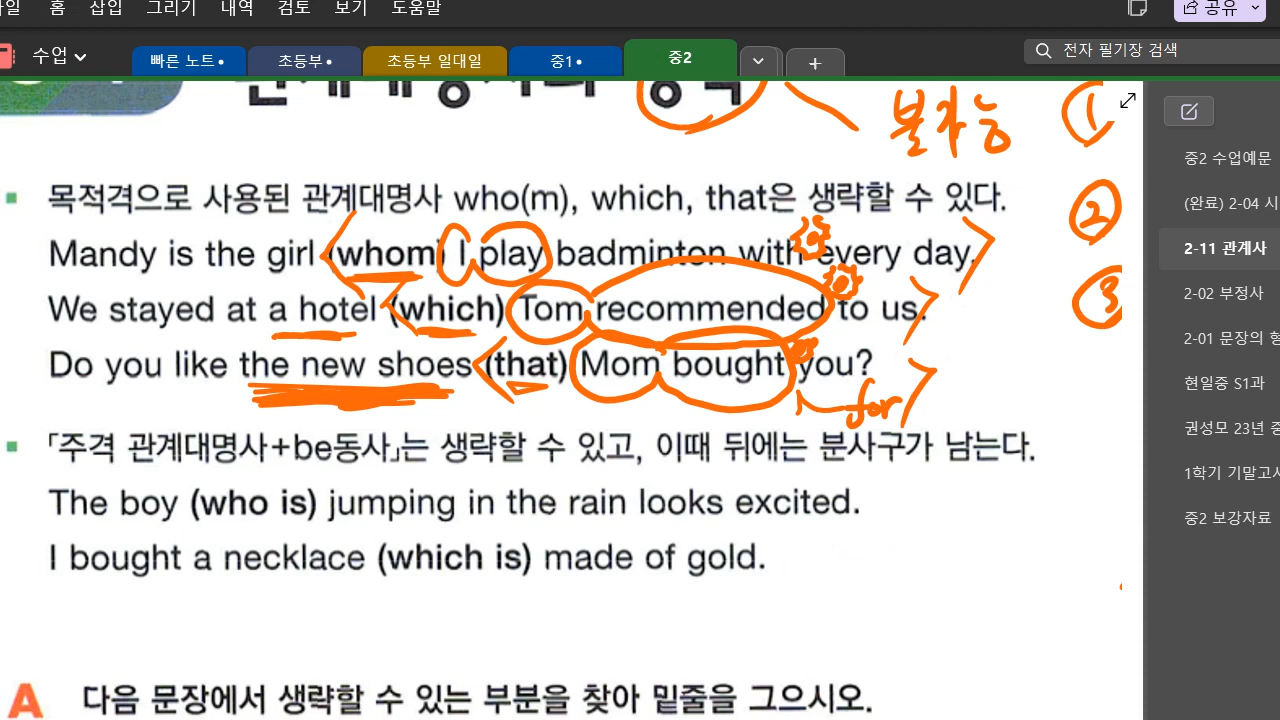 홈 삽입 그리기 내역 검토 보기 도움말 공유
수업 빠른 노트 초등부 초등부 일대일 중1 중2 + 전자 필기장 검색
불가능 ①
②
③
목적격으로 사용된 관계대명사 who(m), which, that은 생략할 수 있다.
Mandy is the girl (whom) I play badminton with every day.
We stayed at a hotel (which) Tom recommended to us.
Do you like the new shoes (that) Mom bought you?
for
「주격 관계대명사+be동사」는 생략할 수 있고, 이때 뒤에는 분사구가 남는다.
The boy (who is) jumping in the rain looks excited.
I bought a necklace (which is) made of gold.
A 다음 문장에서 생략할 수 있는 부분을 찾아 밑줄을 그으시오.
중2 수업예문
(완료) 2-04 시
2-11 관계사
2-02 부정사
2-01 문장의 형
현일중 S1과
권성모 23년 중
1학기 기말고사
중2 보강자료